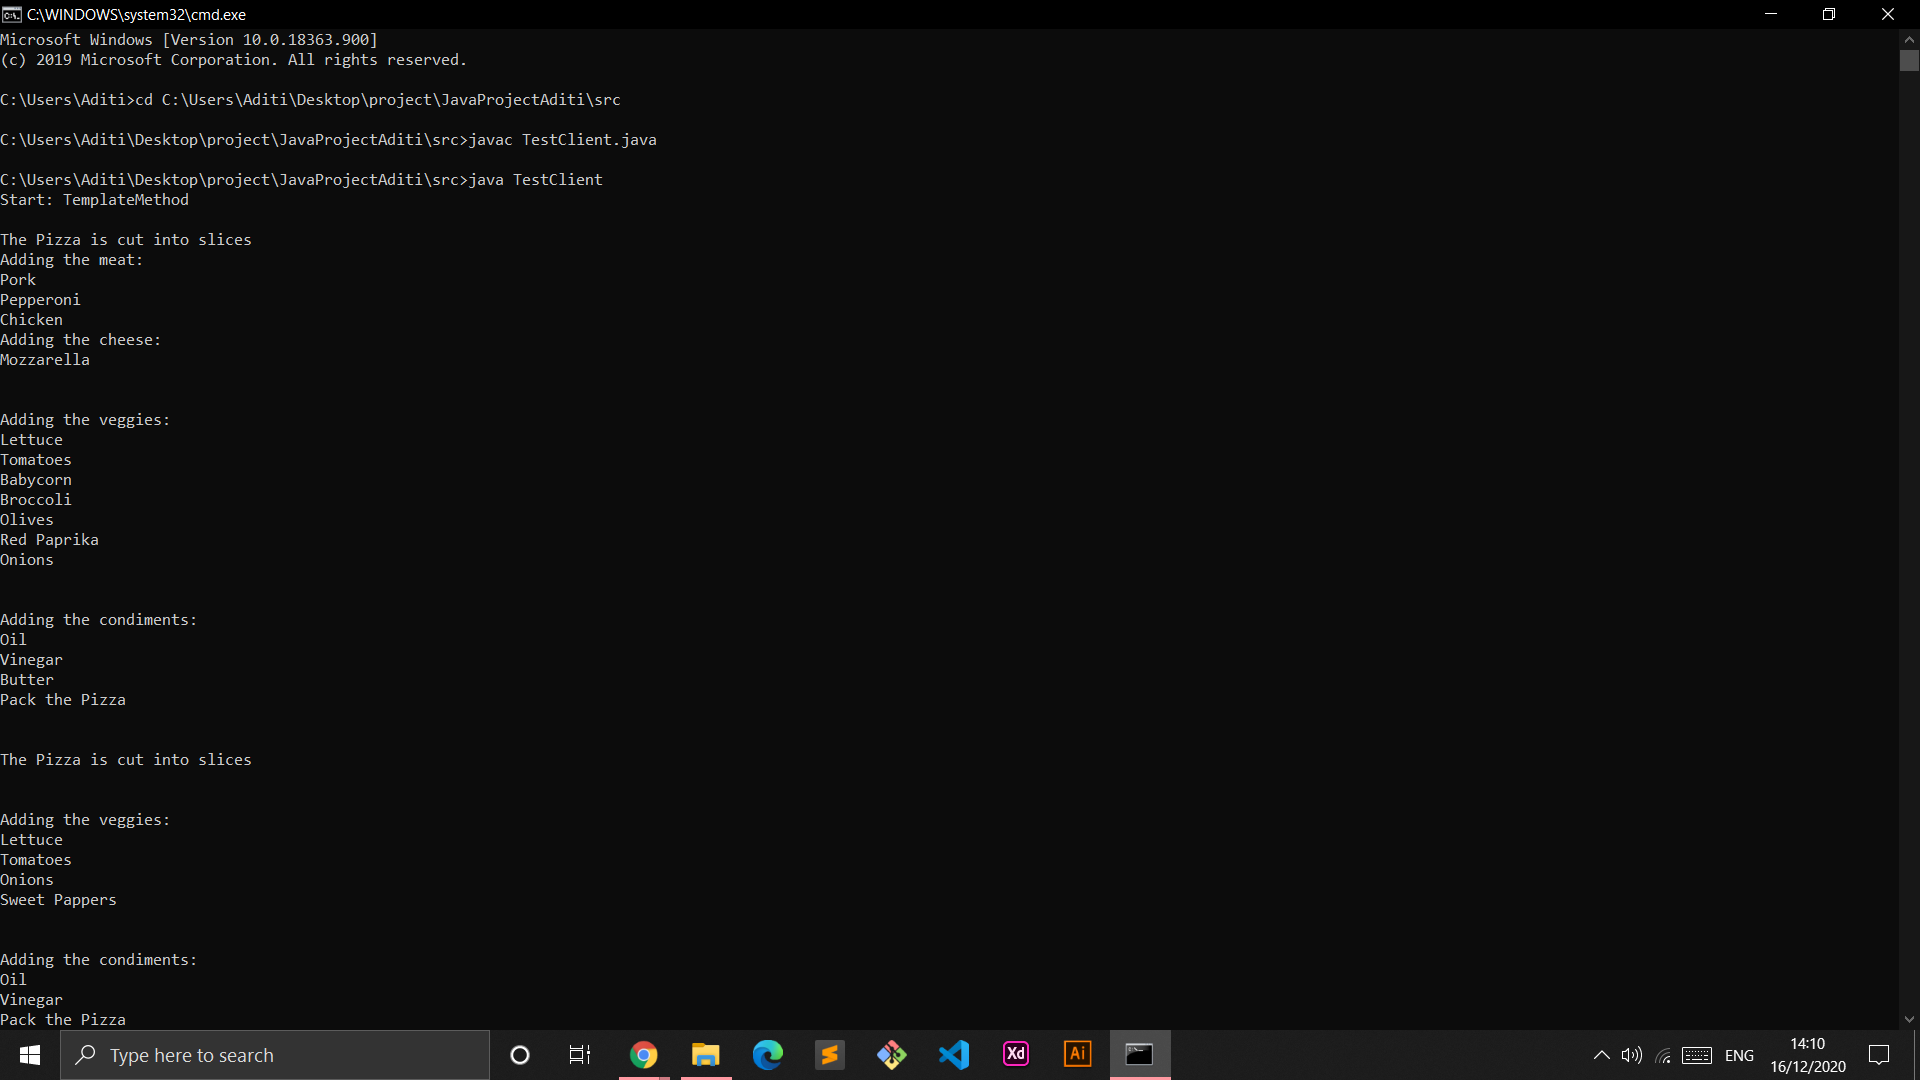 C:\WINDOWS\system32\cmd.exe
Microsoft Windows [Version 10.0.18363.900]
(c) 2019 Microsoft Corporation. All rights reserved.
C:\Users\Aditi>cd C:\Users\Aditi\Desktop\project\JavaProjectAditi\src
C:\Users\Aditi\Desktop\project\JavaProjectAditi\src>javac TestClient.java
C:\Users\Aditi\Desktop\project\JavaProjectAditi\src>java TestClient
Start: TemplateMethod
The Pizza is cut into slices
Adding the meat:
Pork
Pepperoni
Chicken
Adding the cheese:
Mozzarella
Adding the veggies:
Lettuce
Tomatoes
Babycorn
Broccoli
Olives
Red Paprika
Onions
Adding the condiments:
Oil
Vinegar
Butter
Pack the Pizza
The Pizza is cut into slices
Adding the veggies:
Lettuce
Tomatoes
Onions
Sweet Pappers
Adding the condiments:
Oil
Vinegar
Pack the Pizza
Type here to search
Xd
Ai
ENG
14:10
16/12/2020